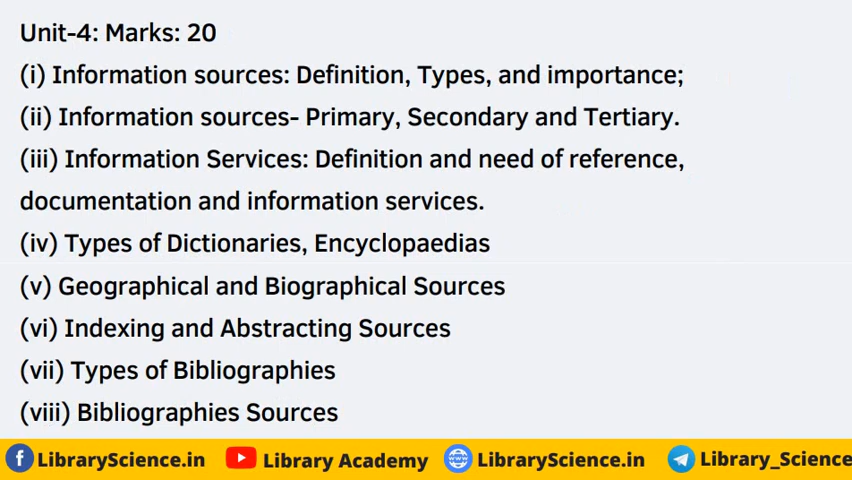 Unit-4: Marks: 20
(i) Information sources: Definition, Types, and importance;
(ii) Information sources- Primary, Secondary and Tertiary.
(iii) Information Services: Definition and need of reference,
documentation and information services.
(iv) Types of Dictionaries, Encyclopaedias
(v) Geographical and Biographical Sources
(vi) Indexing and Abstracting Sources
(vii) Types of Bibliographies
(viii) Bibliographies Sources
LibraryScience.in Library Academy LibraryScience.in Library_Science